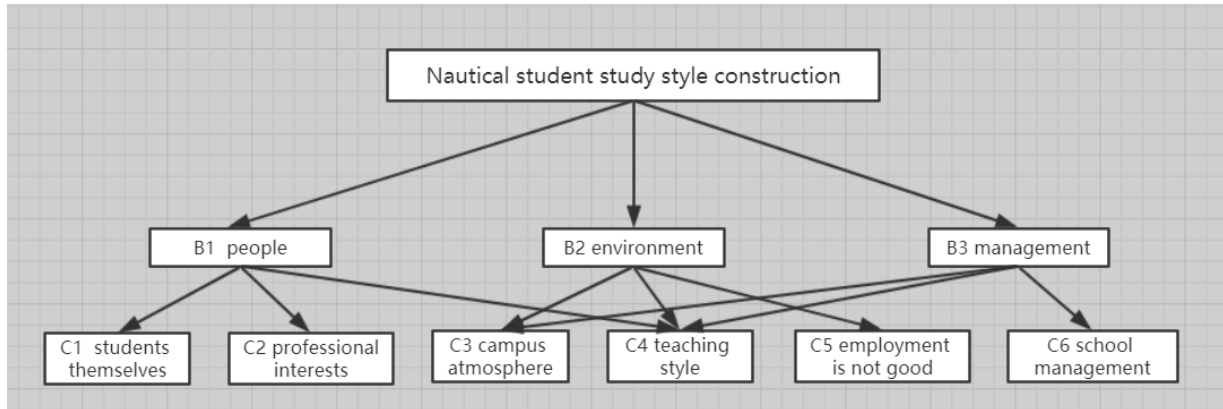 Nautical student study style construction
B1 people
B2 environment
B3 management
C1 students
themselves
C2 professional
interests
C3 campus
atmosphere
C4 teaching
style
C5 employment
is not good
C6 school
management